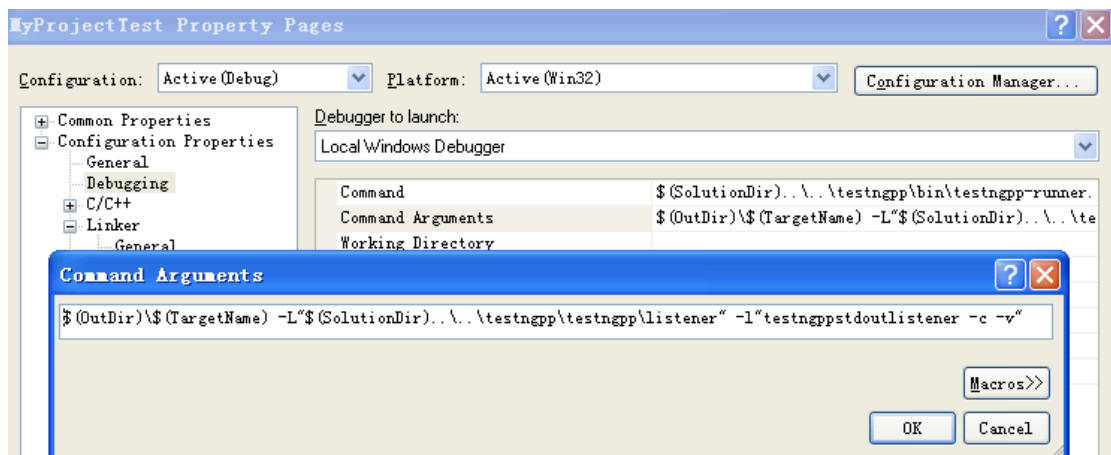 MyProjectTest Property Pages
Configuration: Active(Debug) Platform: Active(Win32) Configuration Manager...
Common Properties
Configuration Properties
General
Debugging
C/C++
Linker
General
Debugger to launch:
Local Windows Debugger
Command $(SolutionDir)..\..\testngpp\bin\testngpp-runner.
Command Arguments $(OutDir)\$(TargetName) -L"$(SolutionDir)..\..\te
Working Directory
Command Arguments
$(OutDir)\$(TargetName) -L"$(SolutionDir)..\..\testngpp\testngpp\listener" -l"testngppstdoutlistener -c -v"
Macros>>
OK Cancel